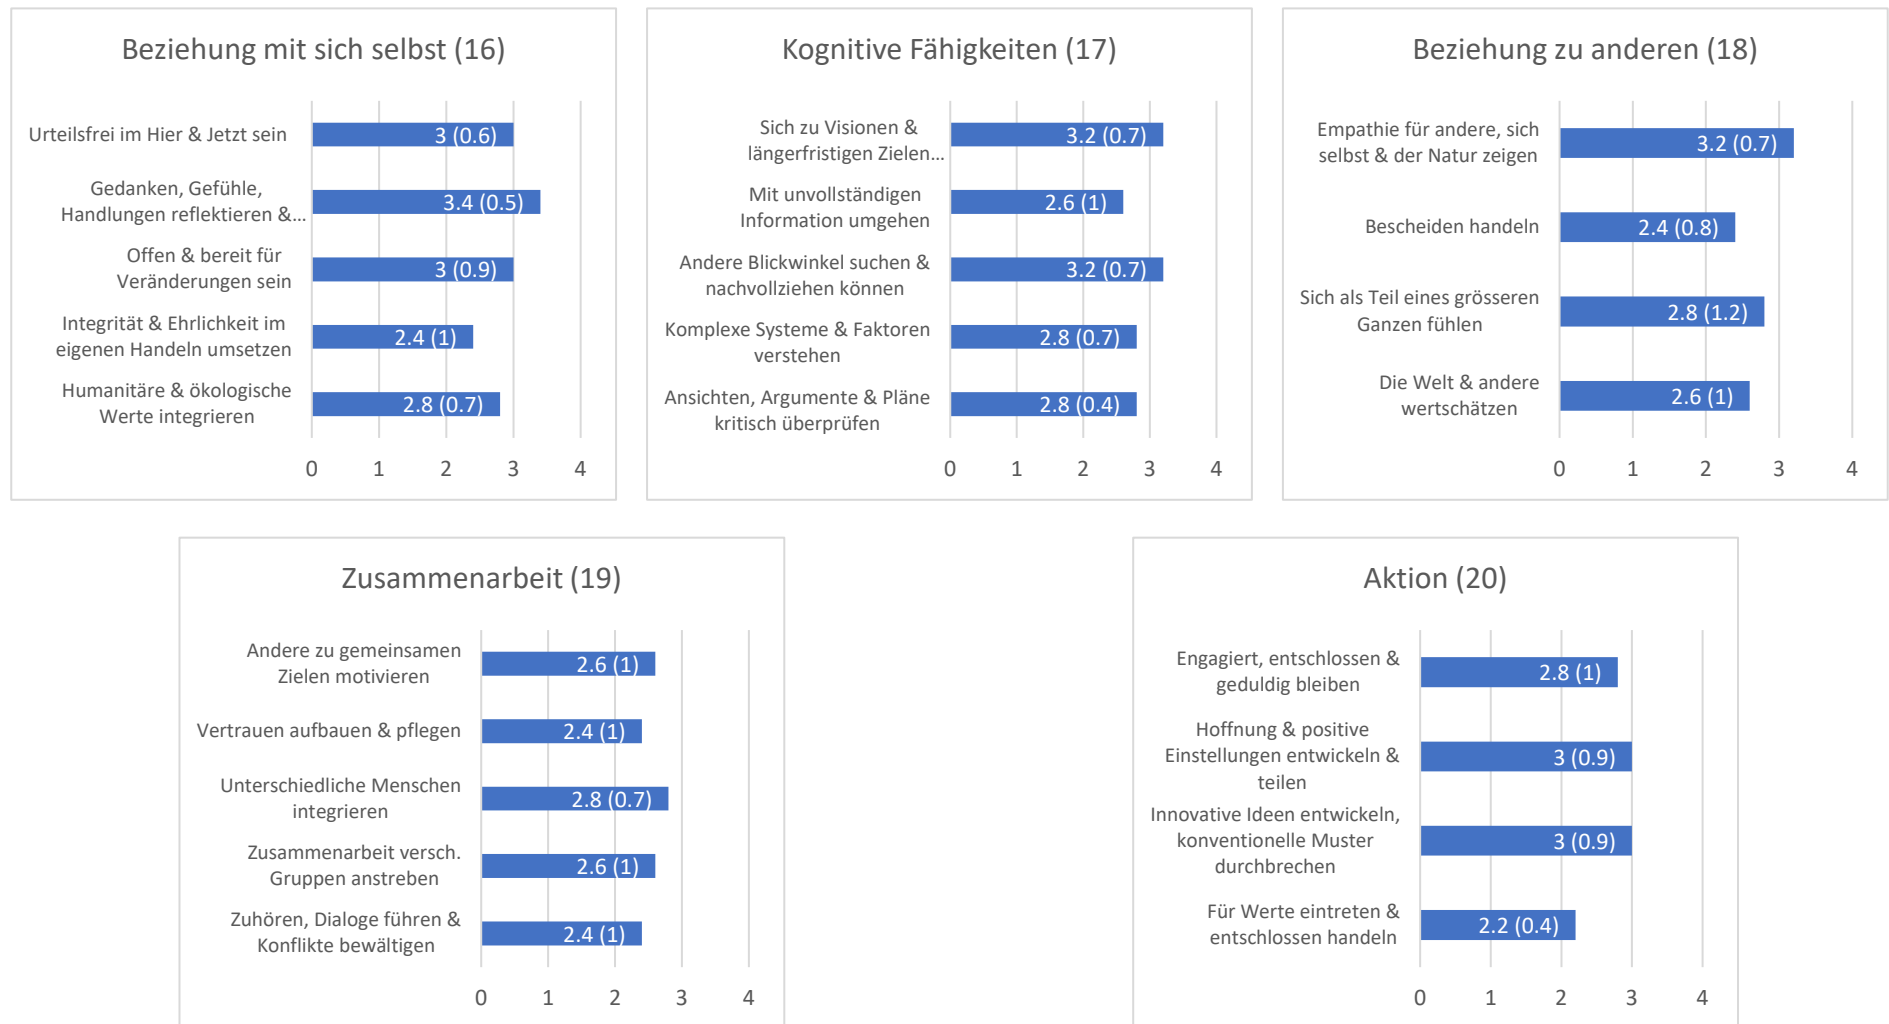 Beziehung mit sich selbst (16)
Urteilsfrei im Hier & Jetzt sein
3 (0.6)
Gedanken, Gefühle,
Handlungen reflektieren &...
3.4 (0.5)
Offen & bereit für
Veränderungen sein
3 (0.9)
Integrität & Ehrlichkeit im
eigenen Handeln umsetzen
2.4 (1)
Humanitäre & ökologische
Werte integrieren
2.8 (0.7)
0 1 2 3 4
Kognitive Fähigkeiten (17)
Sich zu Visionen &
längerfristigen Zielen...
3.2 (0.7)
Mit unvollständigen
Information umgehen
2.6 (1)
Andere Blickwinkel suchen &
nachvollziehen können
3.2 (0.7)
Komplexe Systeme & Faktoren
verstehen
2.8 (0.7)
Ansichten, Argumente & Pläne
kritisch überprüfen
2.8 (0.4)
0 1 2 3 4
Beziehung zu anderen (18)
Empathie für andere, sich
selbst & der Natur zeigen
3.2 (0.7)
Bescheiden handeln
2.4 (0.8)
Sich als Teil eines grösseren
Ganzen fühlen
2.8 (1.2)
Die Welt & andere
wertschätzen
2.6 (1)
0 1 2 3 4
Zusammenarbeit (19)
Andere zu gemeinsamen
Zielen motivieren
2.6 (1)
Vertrauen aufbauen & pflegen
2.4 (1)
Unterschiedliche Menschen
integrieren
2.8 (0.7)
Zusammenarbeit versch.
Gruppen anstreben
2.6 (1)
Zuhören, Dialoge führen &
Konflikte bewältigen
2.4 (1)
0 1 2 3 4
Aktion (20)
Engagiert, entschlossen &
geduldig bleiben
2.8 (1)
Hoffnung & positive
Einstellungen entwickeln &
teilen
3 (0.9)
Innovative Ideen entwickeln,
konventionelle Muster
durchbrechen
3 (0.9)
Für Werte eintreten &
entschlossen handeln
2.2 (0.4)
0 1 2 3 4